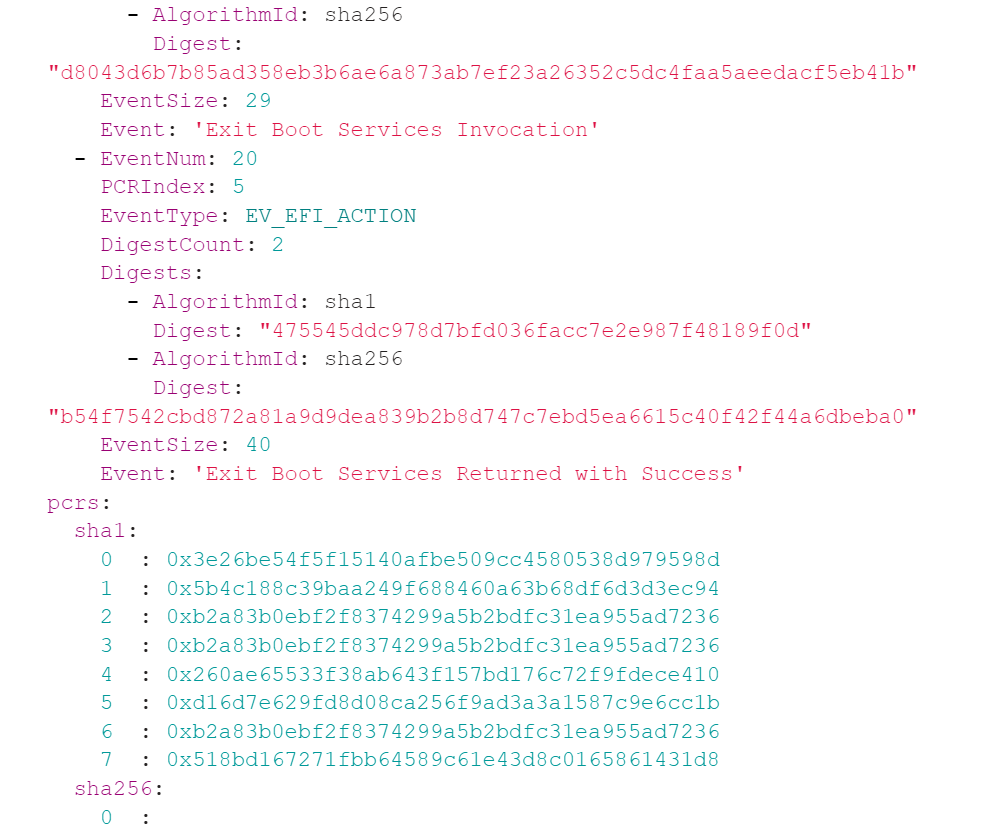 - AlgorithmId: sha256
Digest:
"d8043d6b7b85ad358eb3b6ae6a873ab7ef23a26352c5dc4faa5aeedacf5eb41b"
EventSize: 29
Event: 'Exit Boot Services Invocation'
- EventNum: 20
PCRIndex: 5
EventType: EV_EFI_ACTION
DigestCount: 2
Digests:
- AlgorithmId: sha1
Digest: "475545ddc978d7bfd036facc7e2e987f48189f0d"
- AlgorithmId: sha256
Digest:
"b54f7542cbd872a81a9d9dea839b2b8d747c7ebd5ea6615c40f42f44a6dbeba0"
EventSize: 40
Event: 'Exit Boot Services Returned with Success'
pcrs:
sha1:
0 : 0x3e26be54f5f15140afbe509cc4580538d979598d
1 : 0x5b4c188c39baa249f688460a63b68df6d3d3ec94
2 : 0xb2a83b0ebf2f8374299a5b2bdfc31ea955ad7236
3 : 0xb2a83b0ebf2f8374299a5b2bdfc31ea955ad7236
4 : 0x260ae65533f38ab643f157bd176c72f9fdece410
5 : 0xd16d7e629fd8d08ca256f9ad3a3a1587c9e6cc1b
6 : 0xb2a83b0ebf2f8374299a5b2bdfc31ea955ad7236
7 : 0x518bd167271fbb64589c61e43d8c0165861431d8
sha256:
0 :